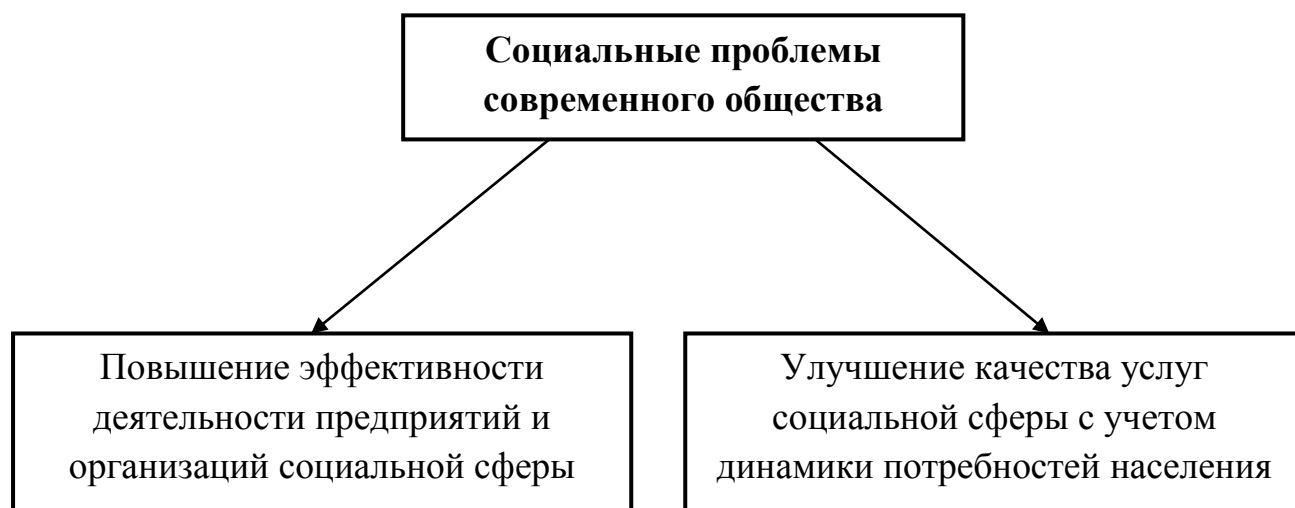 Социальные проблемы
современного общества
Повышение эффективности
деятельности предприятий и
организаций социальной сферы
Улучшение качества услуг
социальной сферы с учетом
динамики потребностей населения